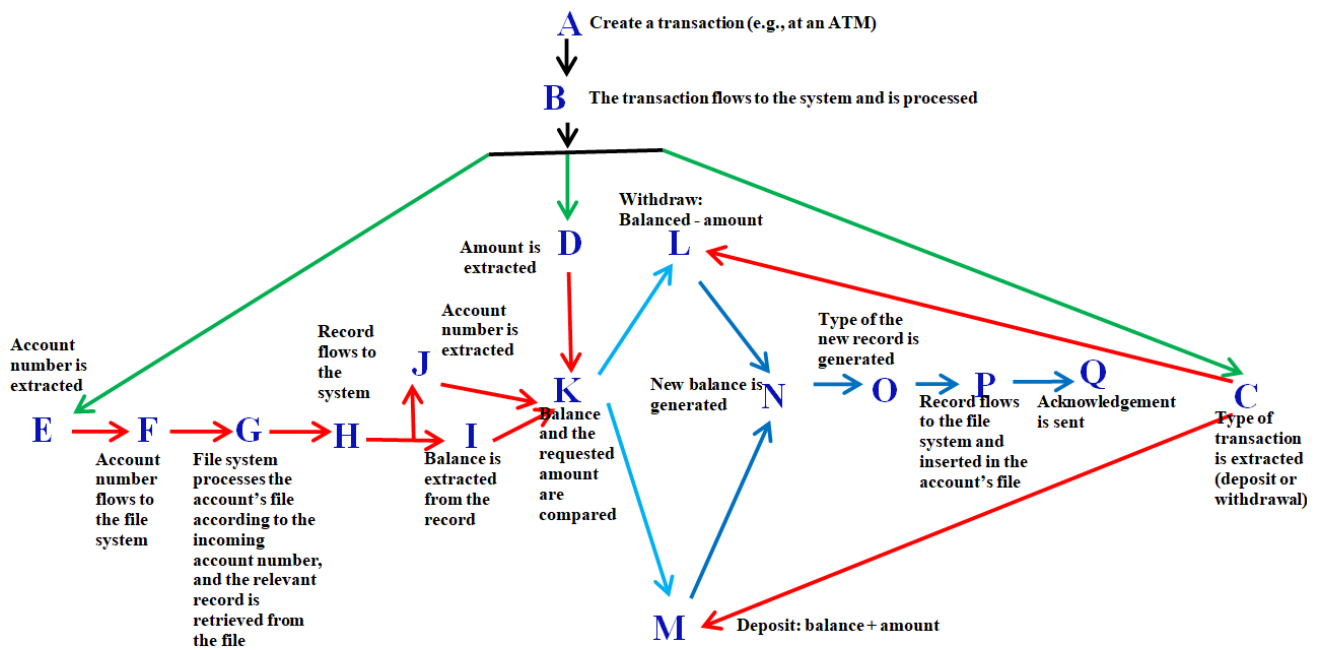 A Create a transaction (e.g., at an ATM)
B The transaction flows to the system and is processed
Withdraw:
Balanced - amount
L
D
Amount is
extracted
Account
number is
extracted
J
Record
flows to
the
system
Account
number is
extracted
E
F
Account
number
flows to
the file
system
G
File system
processes the
account’s file
according to the
incoming
account number,
and the relevant
record is
retrieved from
the file
H
I
Balance is
extracted
from the
record
K
Balance
and the
requested
amount
are
compared
New balance is
generated
N
Type of the
new record is
generated
O
P
Record flows
to the file
system and
inserted in the
account’s file
Q
Acknowledgement
is sent
C
Type of
transaction
is extracted
(deposit or
withdrawal)
M Deposit: balance + amount